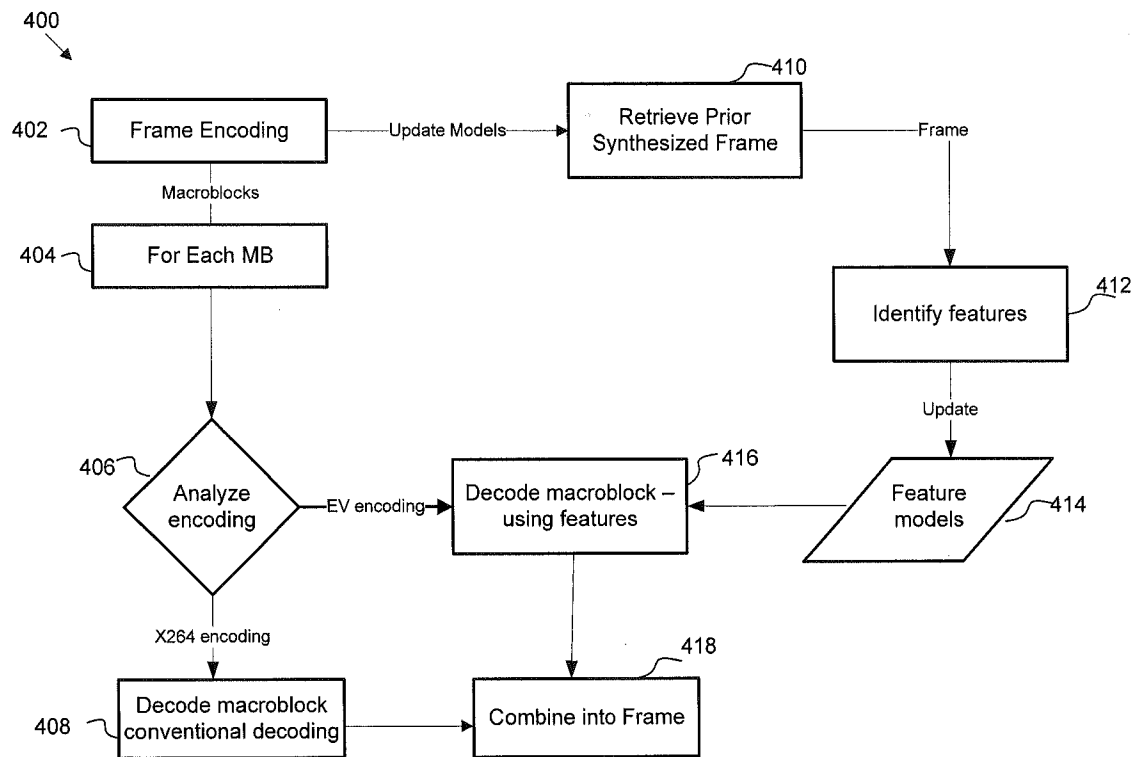 400
410
402
Frame Encoding
Update Models
Retrieve Prior
Synthesized Frame
Frame
Macroblocks
404
For Each MB
412
Identify features
Update
406
Analyze
encoding
EV encoding
416
Decode macroblock –
using features
Feature
models
414
X264 encoding
418
408
Decode macroblock
conventional decoding
Combine into Frame